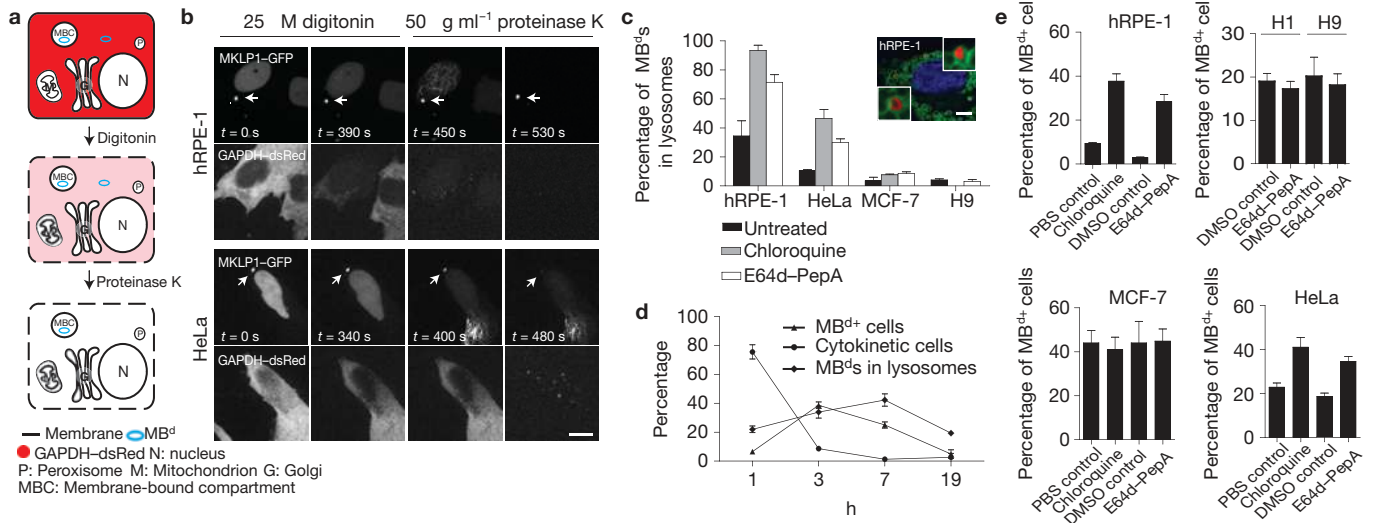 a
MBC
P
M
G
N
Digitonin
MBC
P
M
G
N
Proteinase K
MBC
P
M
G
N
Membrane MBᵈ
GAPDH–dsRed N: nucleus
P: Peroxisome M: Mitochondrion G: Golgi
MBC: Membrane-bound compartment
b
25 M digitonin 50 g ml⁻¹ proteinase K
hRPE-1
MKLP1–GFP
t = 0 s t = 390 s t = 450 s t = 530 s
GAPDH–dsRed
HeLa
MKLP1–GFP
t = 0 s t = 340 s t = 400 s t = 480 s
GAPDH–dsRed
c
Percentage of MBᵈs
in lysosomes
100
80
60
40
20
0
hRPE-1
hRPE-1 HeLa MCF-7 H9
Untreated
Chloroquine
E64d–PepA
d
Percentage
100
80
60
40
20
0
MBᵈ⁺ cells
Cytokinetic cells
MBᵈs in lysosomes
1 3 7 19
h
e
hRPE-1
Percentage of MBᵈ⁺ cells
60
40
20
0
PBS control
Chloroquine
DMSO control
E64d–PepA
H1 H9
Percentage of MBᵈ⁺ cells
30
20
10
0
DMSO control
E64d–PepA
DMSO control
E64d–PepA
MCF-7
Percentage of MBᵈ⁺ cells
60
40
20
0
PBS control
Chloroquine
DMSO control
E64d–PepA
HeLa
Percentage of MBᵈ⁺ cells
60
40
20
0
PBS control
Chloroquine
DMSO control
E64d–PepA